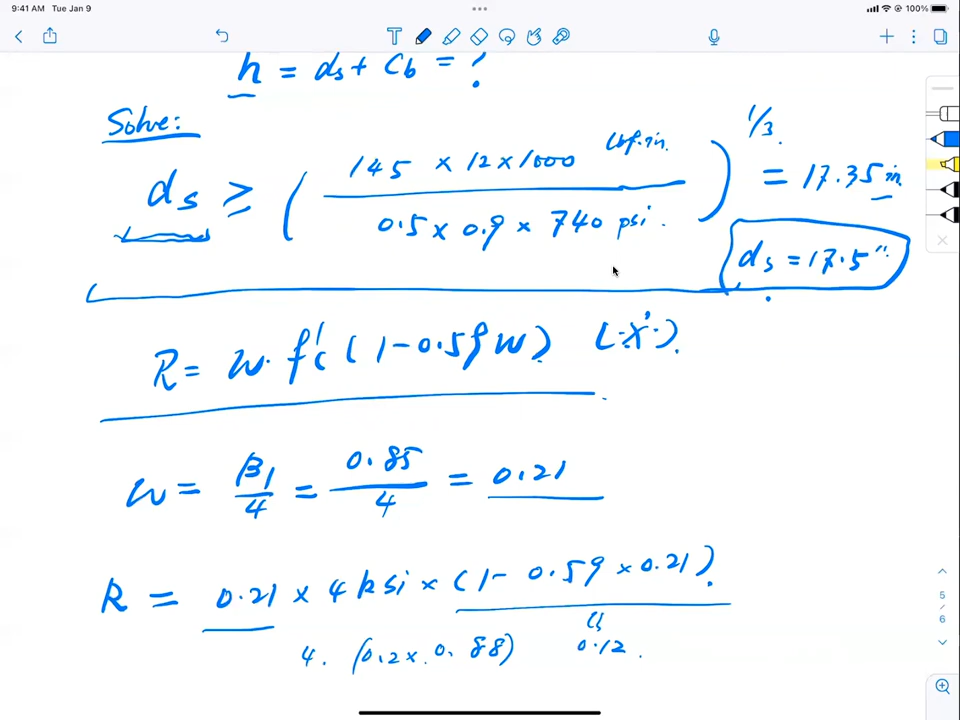 9:41 AM Tue Jan 9
100%
h = ds + Cb = ?
Solve:
ds ≥ ( 145 x 12 x 1000 lbf.in. / 0.5 x 0.9 x 740 psi. ) 1/3. = 17.35 in
ds = 17.5"
R = w. f'c ( 1 - 0.59 w )
w = β1/4 = 0.85/4 = 0.21
R = 0.21 x 4 ksi x (1 - 0.59 x 0.21).
4. (0.2 x 0.88)
0.12.
5
/
6